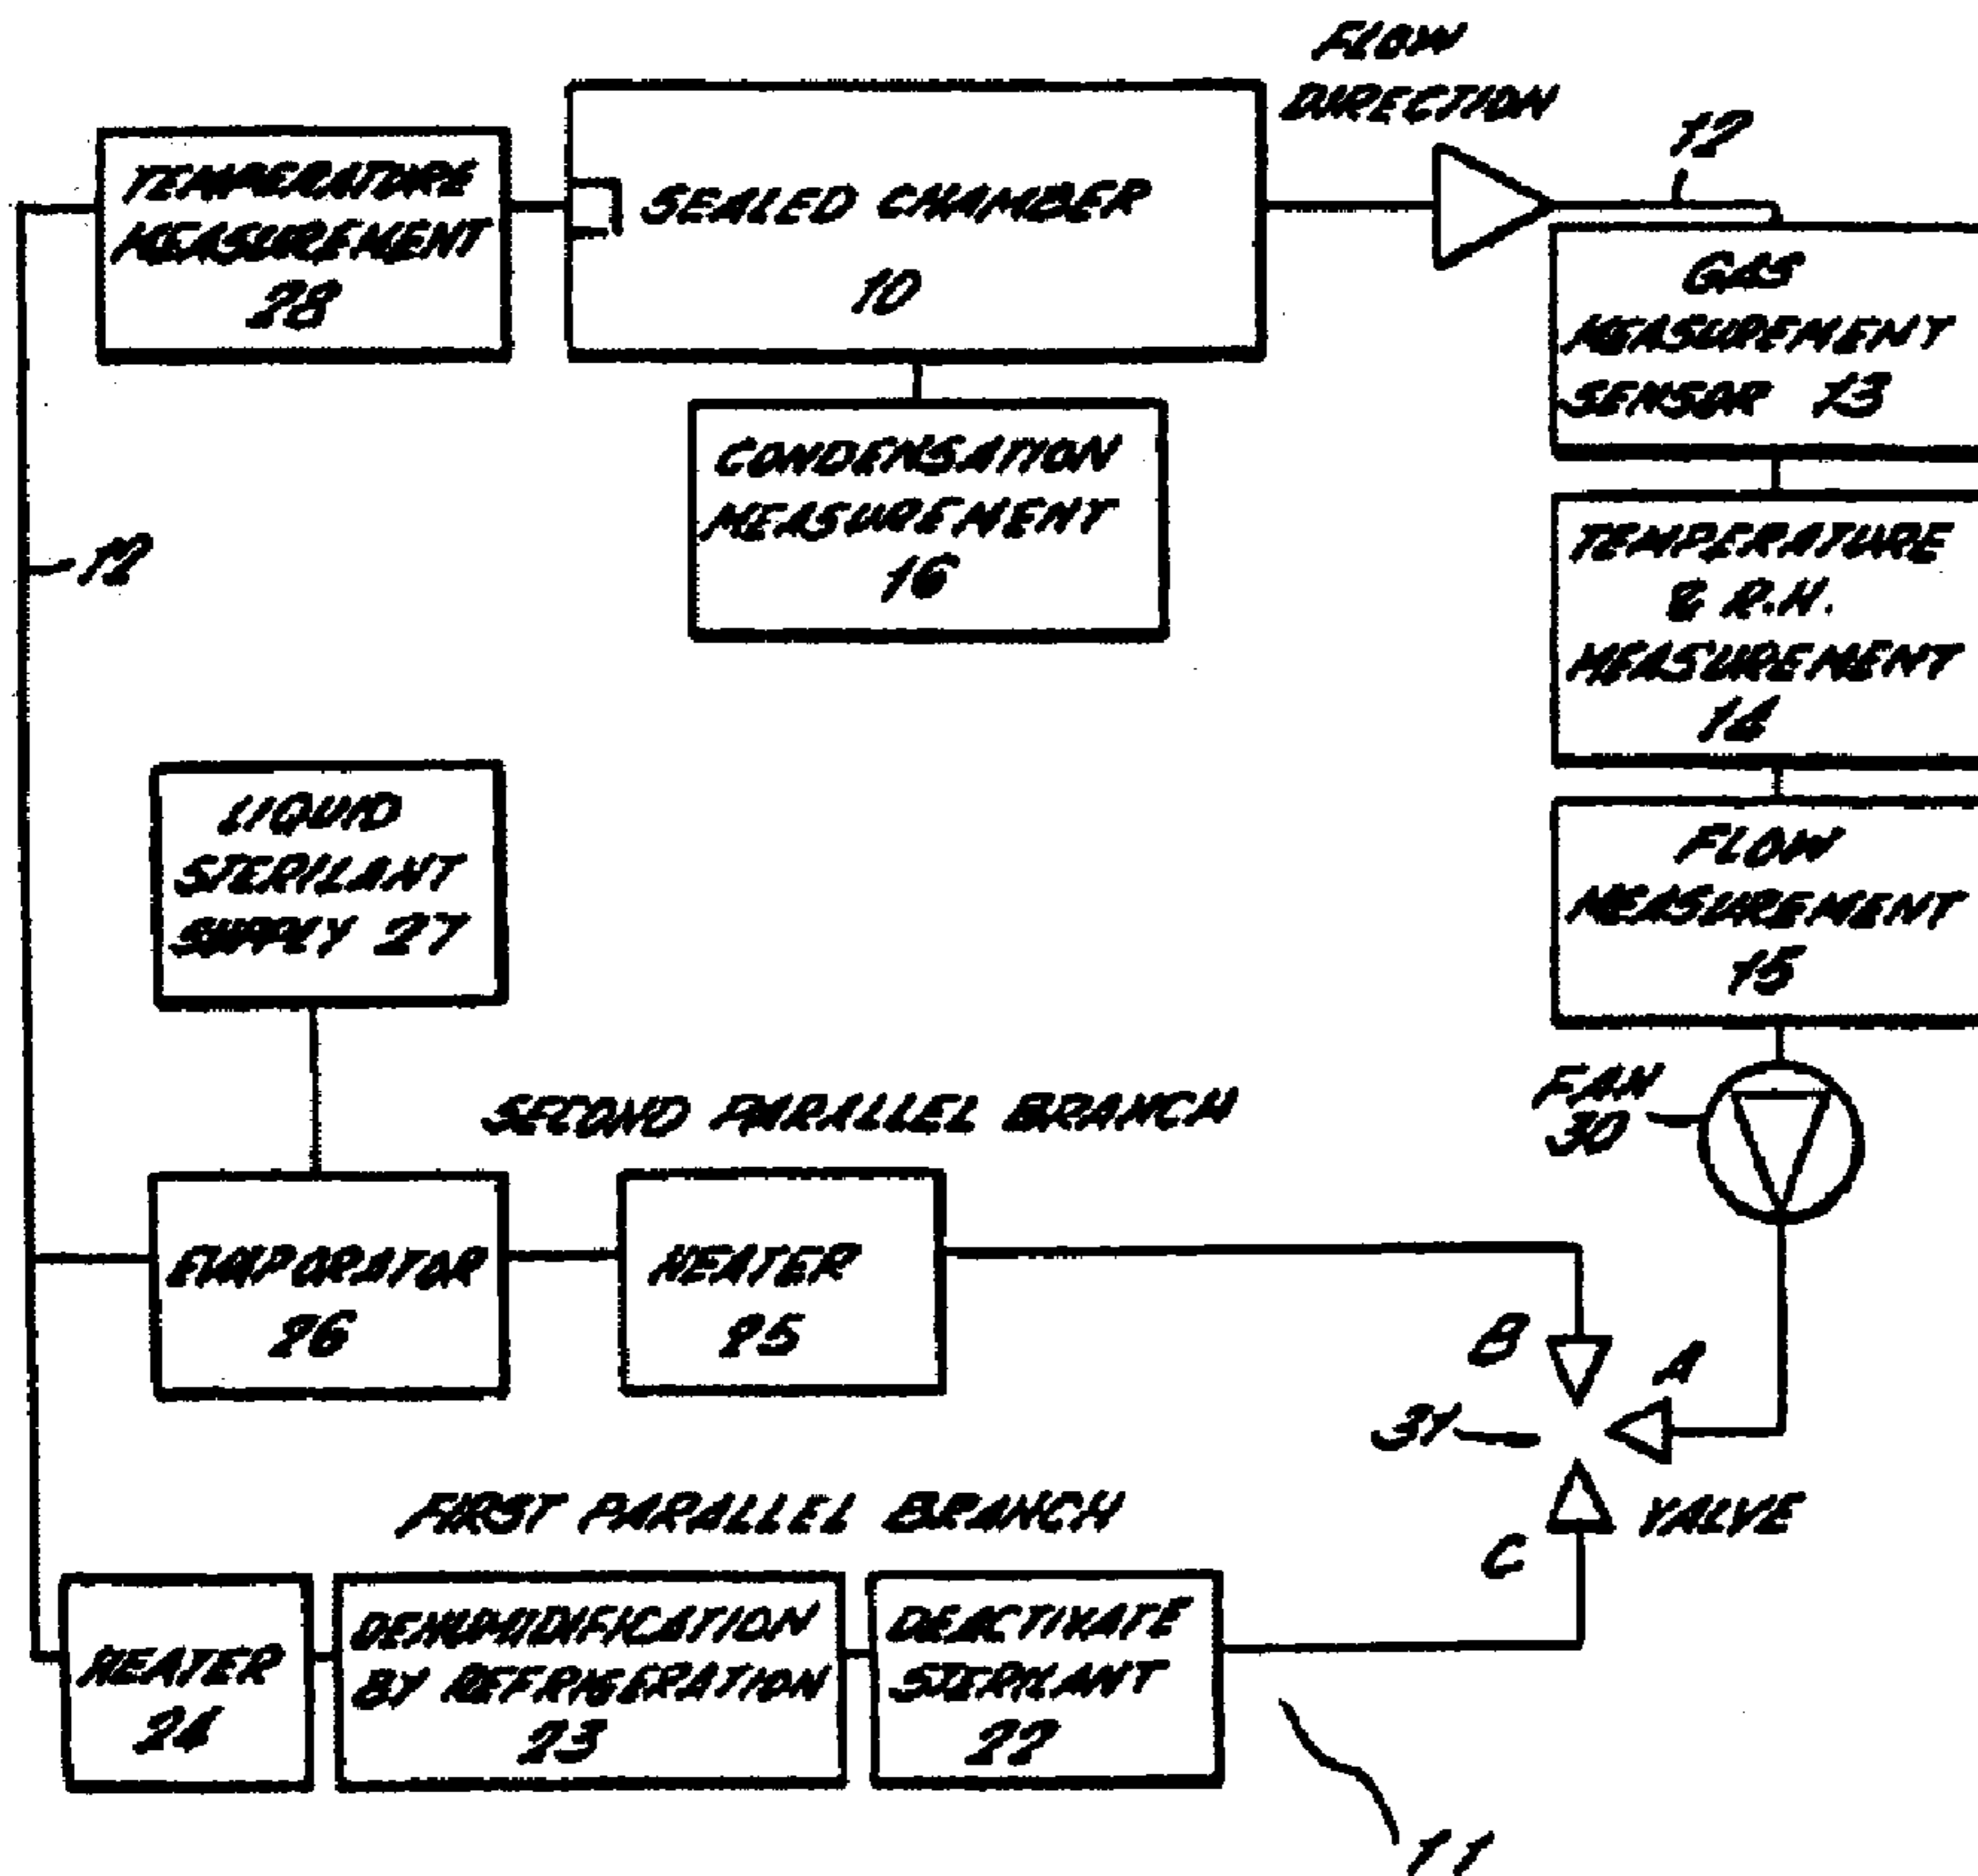 FLOW
DIRECTION
12
TEMPERATURE
MEASUREMENT
28
SEALED CHAMBER
10
GAS
MEASUREMENT
SENSOR 13
CONDENSATION
MEASUREMENT
16
TEMPERATURE
& R.H.
MEASUREMENT
14
12
LIQUID
STERILANT
SUPPLY 27
FLOW
MEASUREMENT
15
FAN
30
SECOND PARALLEL BRANCH
EVAPORATOR
26
HEATER
25
B
A
31
VALVE
C
FIRST PARALLEL BRANCH
HEATER
24
DEHUMIDIFICATION
BY REFRIGERATION
23
DEACTIVATE
STERILANT
22
11